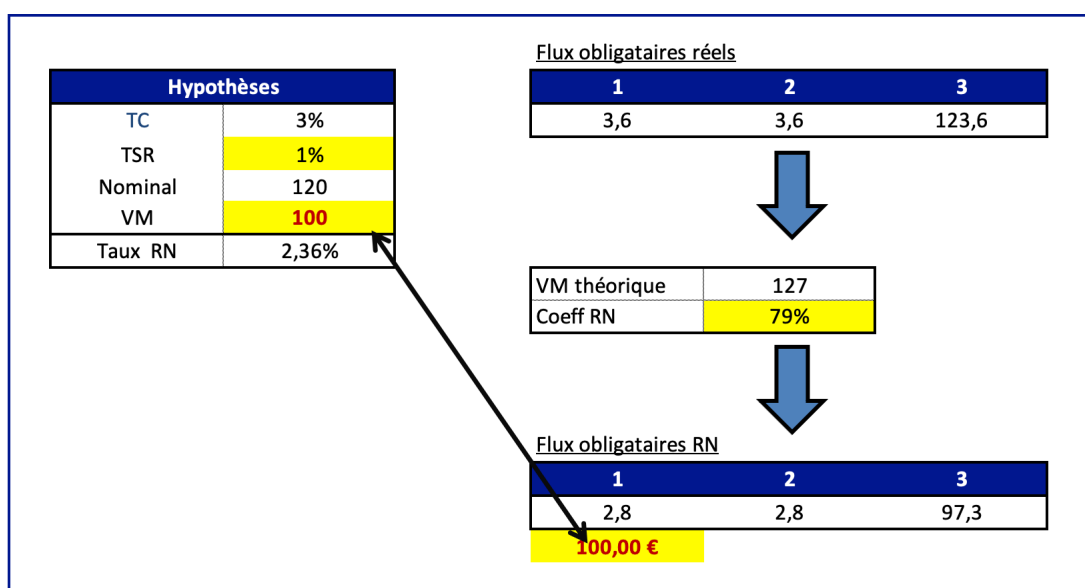 Flux obligataires réels
Hypothèses
1 2 3
TC 3%
3,6 3,6 123,6
TSR 1%
Nominal 120
VM 100
Taux RN 2,36%
VM théorique 127
Coeff RN 79%
Flux obligataires RN
1 2 3
2,8 2,8 97,3
100,00 €